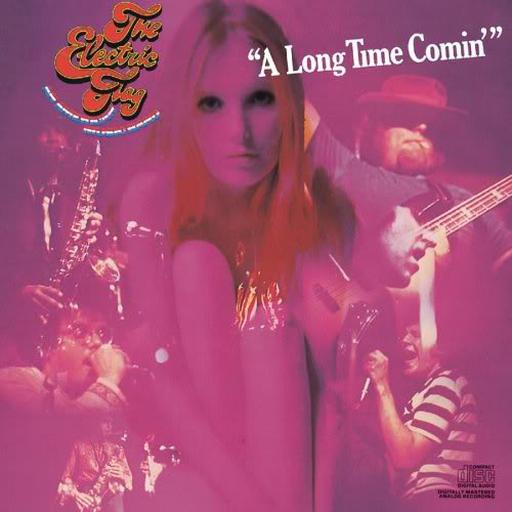 The
Electric
Flag
"A Long Time Comin'"
COMPACT
disc
DIGITAL AUDIO
DIGITALLY MASTERED
ANALOG RECORDING